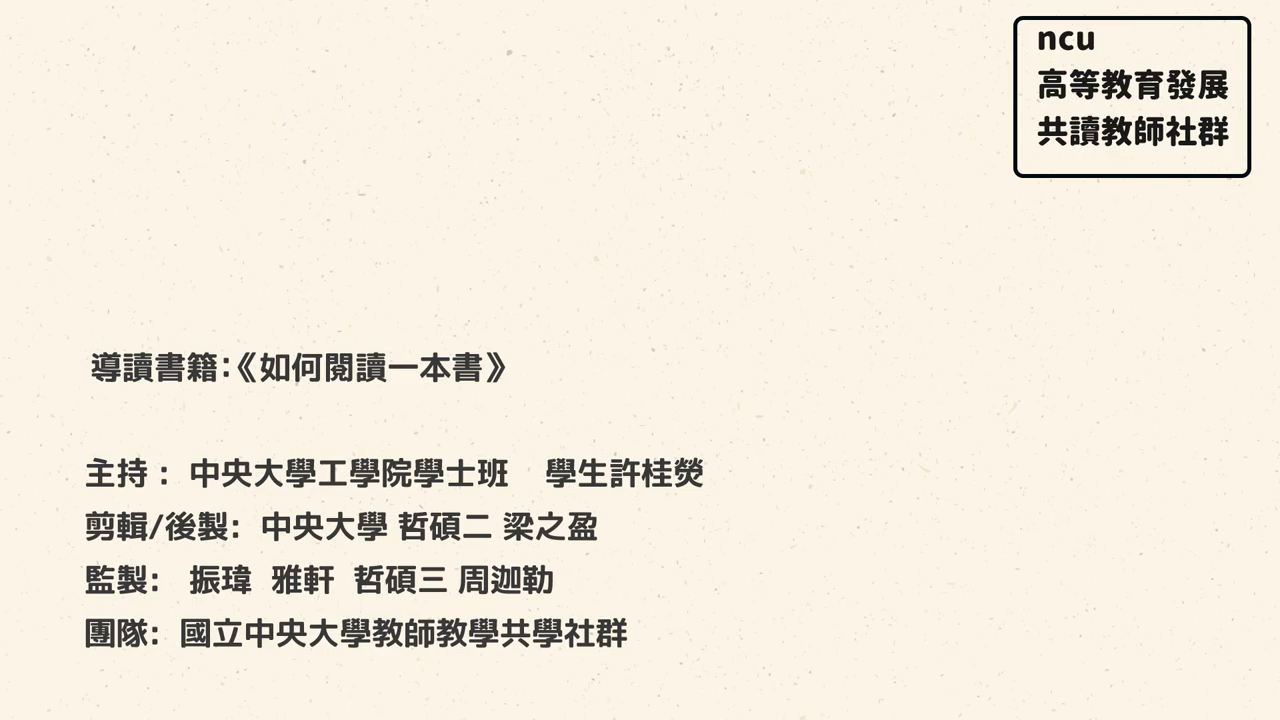 ncu
高等教育發展
共讀教師社群
導讀書籍:《如何閱讀一本書》
主持： 中央大學工學院學士班 學生許桂熒
剪輯/後製: 中央大學 哲碩二 梁之盈
監製: 振瑋 雅軒 哲碩三 周迦勒
團隊: 國立中央大學教師教學共學社群